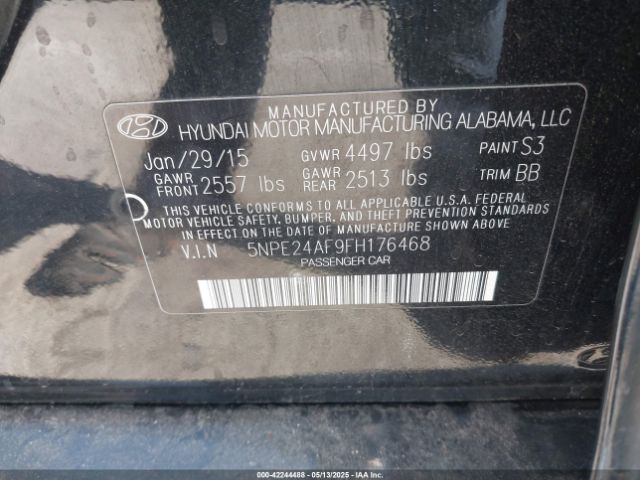 MANUFACTURED BY
HYUNDAI MOTOR MANUFACTURING ALABAMA, LLC
Jan/29/15 GVWR 4497 lbs PAINT S3
GAWR FRONT 2557 lbs GAWR REAR 2513 lbs TRIM BB
THIS VEHICLE CONFORMS TO ALL APPLICABLE U.S.A. FEDERAL
MOTOR VEHICLE SAFETY, BUMPER, AND THEFT PREVENTION STANDARDS
IN EFFECT ON THE DATE OF MANUFACTURE SHOWN ABOVE
V.I.N 5NPE24AF9FH176468
PASSENGER CAR
000-42244488 - 05/13/2025 - COPYRIGHT IAA, LLC.